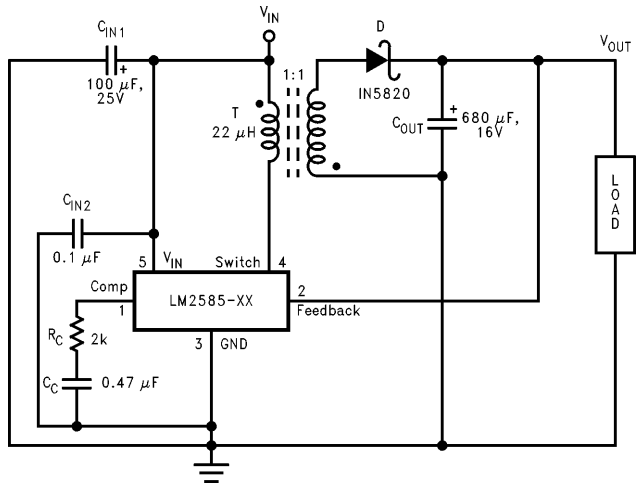 CIN1
100 μF,
25V
+
VIN
1:1
T
22 μH
D
IN5820
VOUT
COUT
+
680 μF,
16V
LOAD
CIN2
0.1 μF
5
VIN
Switch
4
Comp
1
LM2585-XX
2
Feedback
3
GND
RC
2k
CC
0.47 μF